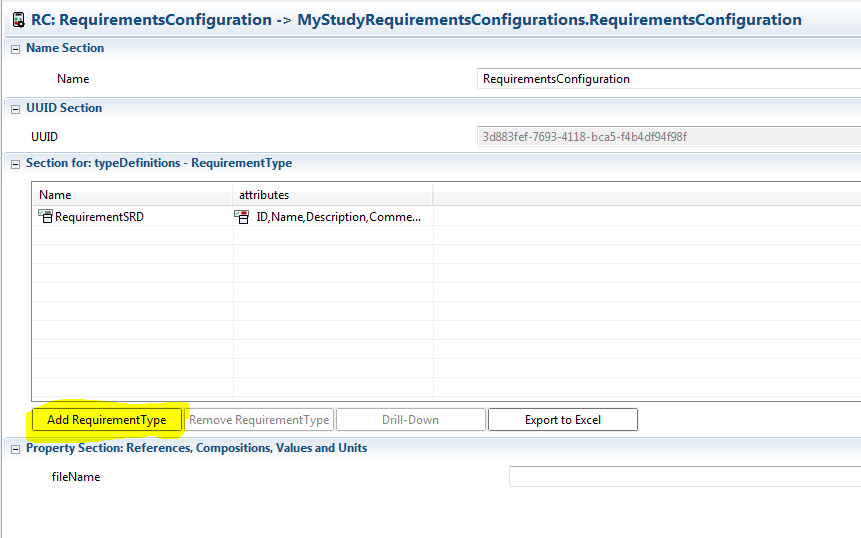 RC: RequirementsConfiguration -> MyStudyRequirementsConfigurations.RequirementsConfiguration
Name Section
Name RequirementsConfiguration
UUID Section
UUID 3d883fef-7693-4118-bca5-f4b4df94f98f
Section for: typeDefinitions - RequirementType
Name attributes
RequirementSRD ID,Name,Description,Comme...
Add RequirementType Remove RequirementType Drill-Down Export to Excel
Property Section: References, Compositions, Values and Units
fileName